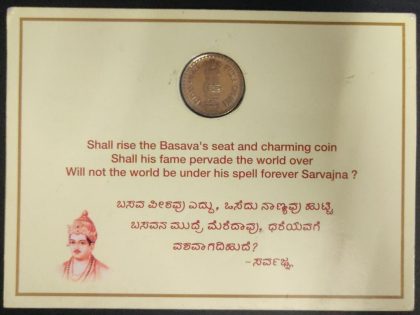 Shall rise the Basava's seat and charming coin
Shall his fame pervade the world over
Will not the world be under his spell forever Sarvajna ?
ಬಸವ ಪೀಠವು ಎದ್ದು, ಒಸೆದು ನಾಣ್ಯವು ಹುಟ್ಟಿ
ಬಸವನ ಮುದ್ರೆ ಮೆರೆದಾವು, ಧರೆಯವಗೆ
ವಶವಾಗದಿಹುದೆ?
-ಸರ್ವಜ್ಞ